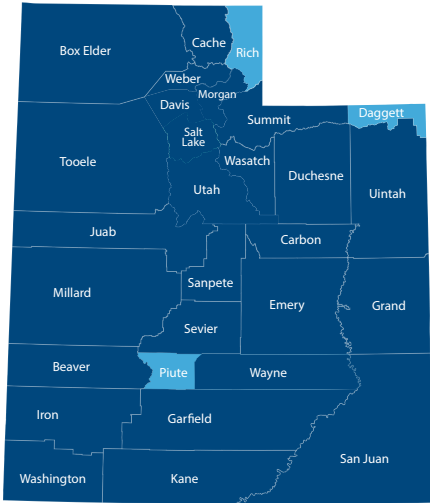 Cache
Box Elder
Rich
Weber
Morgan
Davis
Daggett
Summit
Salt
Lake
Tooele
Wasatch
Duchesne
Utah
Uintah
Juab
Carbon
Sanpete
Millard
Emery
Grand
Sevier
Beaver
Piute
Wayne
Iron
Garfield
San Juan
Washington
Kane